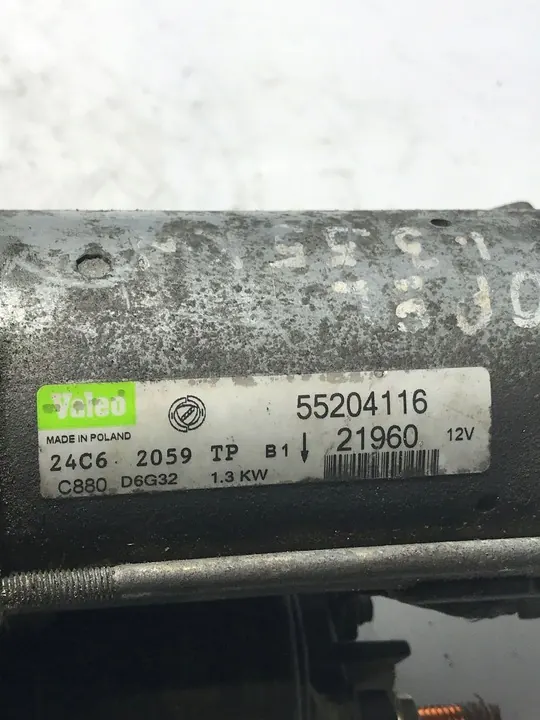 Valeo
55204116
MADE IN POLAND
21960 12V
24C6 2059 TP B1
C880 D6G32 1.3 KW